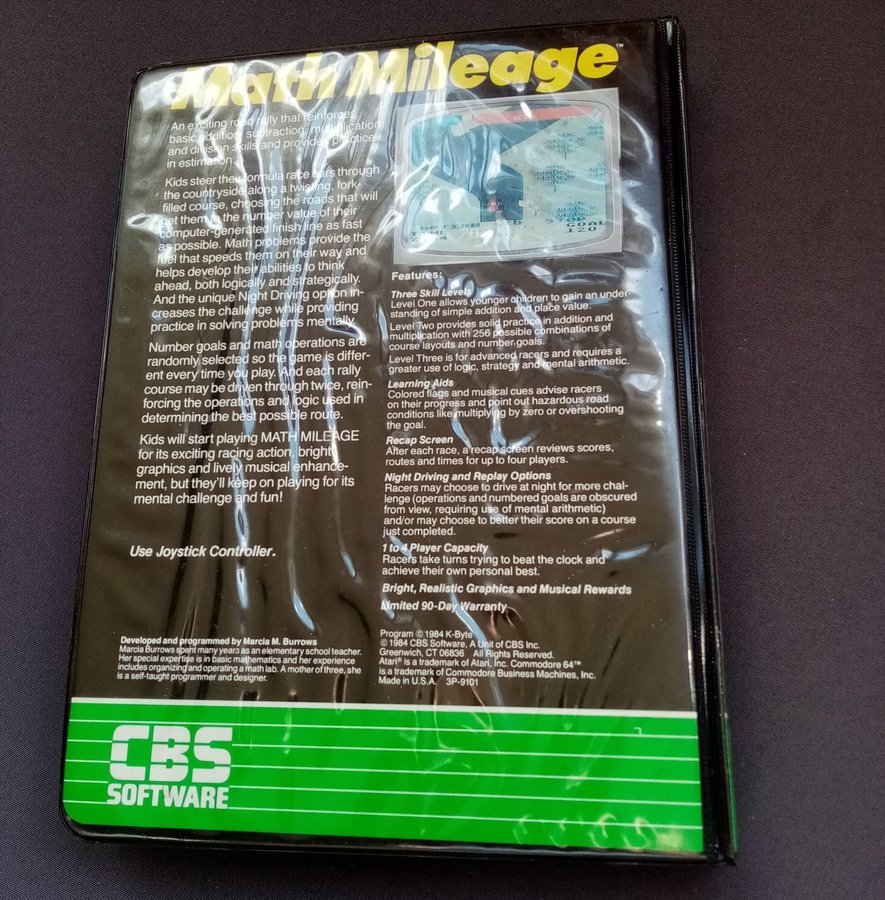 Math Mileage™
An exciting road rally that reinforces
basic addition, subtraction, multiplication
and division skills and provides practice
in estimation.
Kids steer their formula race cars through
the countryside along a twisting, fork-
filled course, choosing the roads that will
get them to the number value of their
computer-generated finish line as fast
as possible. Math problems provide the
fuel that speeds them on their way and
helps develop their abilities to think
ahead, both logically and strategically.
And the unique Night Driving option in-
creases the challenge while providing
practice in solving problems mentally.
Number goals and math operations are
randomly selected so the game is differ-
ent every time you play. And each rally
course may be driven through twice, rein-
forcing the operations and logic used in
determining the best possible route.
Kids will start playing MATH MILEAGE
for its exciting racing action, bright
graphics and lively musical enhance-
ment, but they'll keep on playing for its
mental challenge and fun!
Use Joystick Controller.
Developed and programmed by Marcia M. Burrows
Marcia Burrows spent many years as an elementary school teacher.
Her special expertise is in basic mathematics and her experience
includes organizing and operating a math lab. A mother of three, she
is a self-taught programmer and designer.
STOP
TIME
GOAL
120
Features:
Three Skill Levels
Level One allows younger children to gain an under-
standing of simple addition and place value.
Level Two provides solid practice in addition and
multiplication with 256 possible combinations of
course layouts and number goals.
Level Three is for advanced racers and requires a
greater use of logic, strategy and mental arithmetic.
Learning Aids
Colored flags and musical cues advise racers
on their progress and point out hazardous road
conditions like multiplying by zero or overshooting
the goal.
Recap Screen
After each race, a recap screen reviews scores,
routes and times for up to four players.
Night Driving and Replay Options
Racers may choose to drive at night for more chal-
lenge (operations and numbered goals are obscured
from view, requiring use of mental arithmetic)
and/or may choose to better their score on a course
just completed.
1 to 4 Player Capacity
Racers take turns trying to beat the clock and
achieve their own personal best.
Bright, Realistic Graphics and Musical Rewards
Limited 90-Day Warranty
Program © 1984 K-Byte
© 1984 CBS Software, A Unit of CBS Inc.
Greenwich, CT 06836 All Rights Reserved.
Atari® is a trademark of Atari, Inc. Commodore 64™
is a trademark of Commodore Business Machines, Inc.
Made in U.S.A. 3P-9101
CBS
SOFTWARE